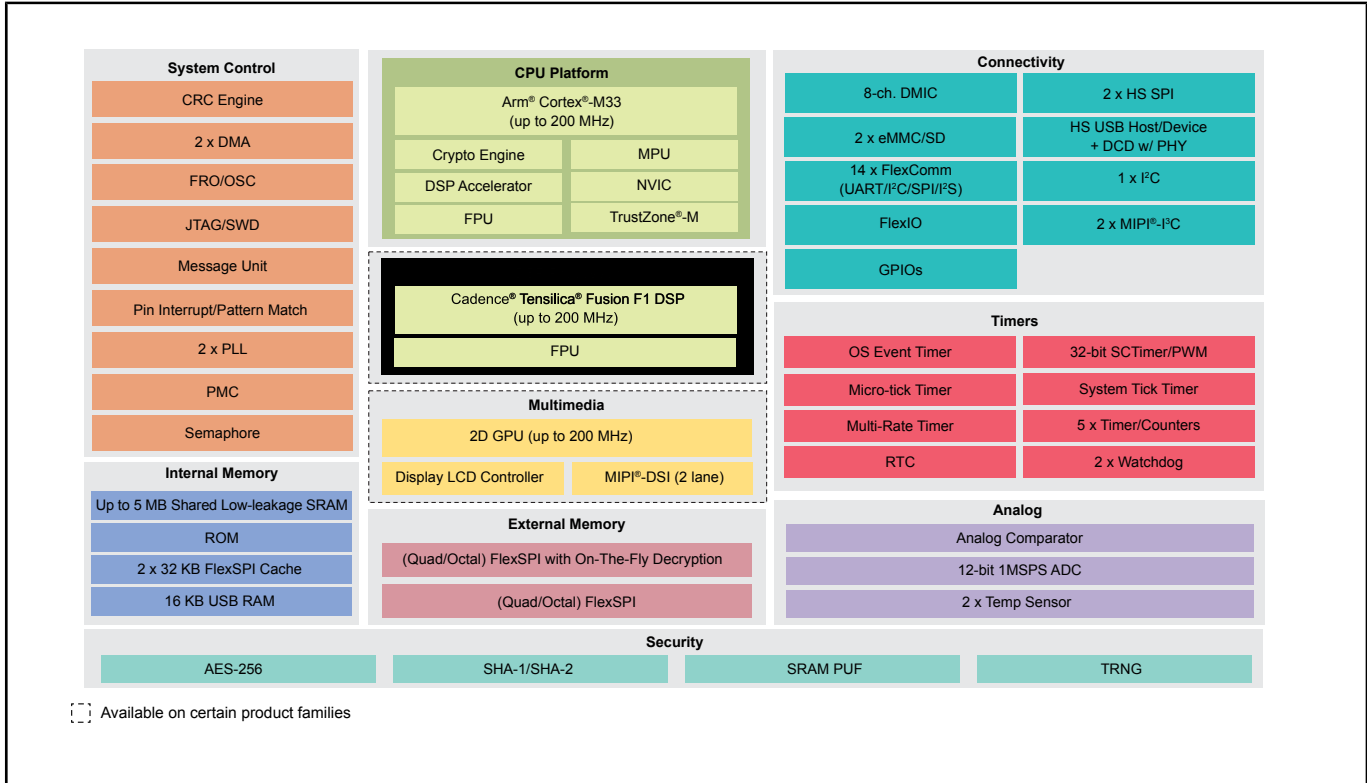 System Control
CRC Engine
2 x DMA
FRO/OSC
JTAG/SWD
Message Unit
Pin Interrupt/Pattern Match
2 x PLL
PMC
Semaphore
Internal Memory
Up to 5 MB Shared Low-leakage SRAM
ROM
2 x 32 KB FlexSPI Cache
16 KB USB RAM
CPU Platform
Arm® Cortex®-M33
(up to 200 MHz)
Crypto Engine
MPU
DSP Accelerator
NVIC
FPU
TrustZone®-M
Cadence® Tensilica® Fusion F1 DSP
(up to 200 MHz)
FPU
Multimedia
2D GPU (up to 200 MHz)
Display LCD Controller
MIPI®-DSI (2 lane)
External Memory
(Quad/Octal) FlexSPI with On-The-Fly Decryption
(Quad/Octal) FlexSPI
Connectivity
8-ch. DMIC
2 x HS SPI
2 x eMMC/SD
HS USB Host/Device
+ DCD w/ PHY
14 x FlexComm
(UART/I²C/SPI/I²S)
1 x I²C
FlexIO
2 x MIPI®-I³C
GPIOs
Timers
OS Event Timer
32-bit SCTimer/PWM
Micro-tick Timer
System Tick Timer
Multi-Rate Timer
5 x Timer/Counters
RTC
2 x Watchdog
Analog
Analog Comparator
12-bit 1MSPS ADC
2 x Temp Sensor
Security
AES-256
SHA-1/SHA-2
SRAM PUF
TRNG
Available on certain product families